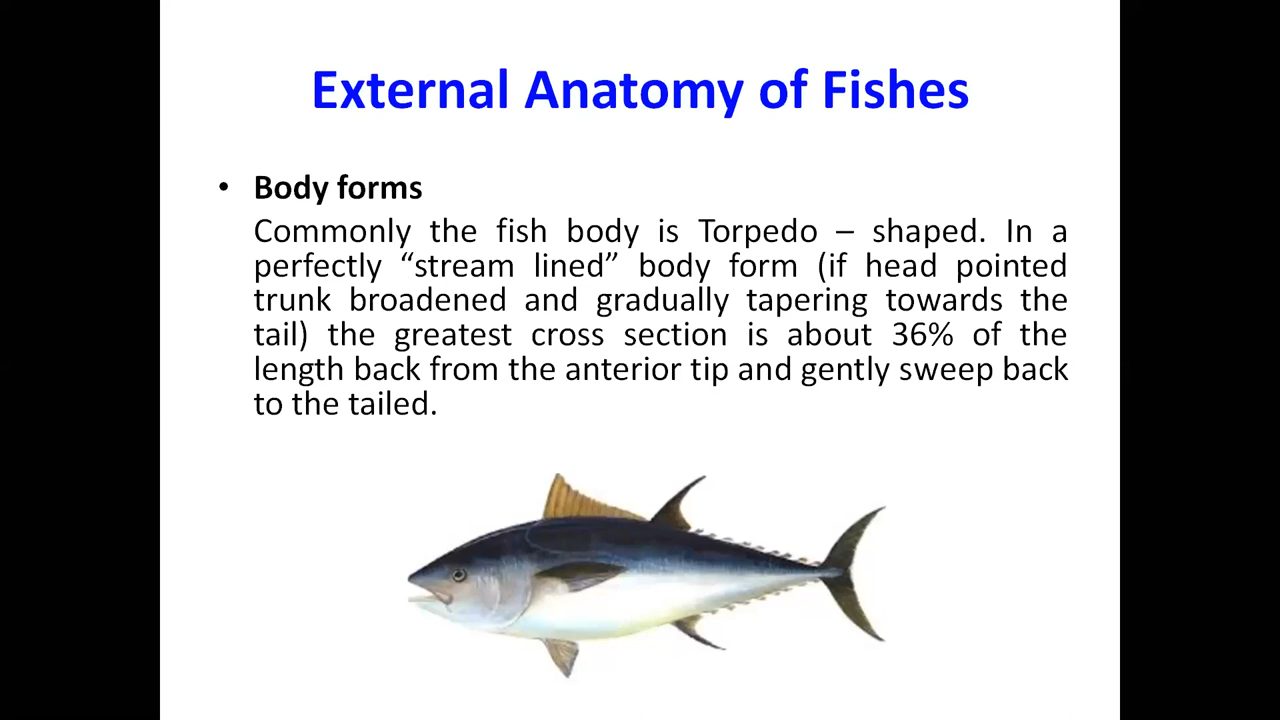 External Anatomy of Fishes
• Body forms
Commonly the fish body is Torpedo – shaped. In a
perfectly “stream lined” body form (if head pointed
trunk broadened and gradually tapering towards the
tail) the greatest cross section is about 36% of the
length back from the anterior tip and gently sweep back
to the tailed.